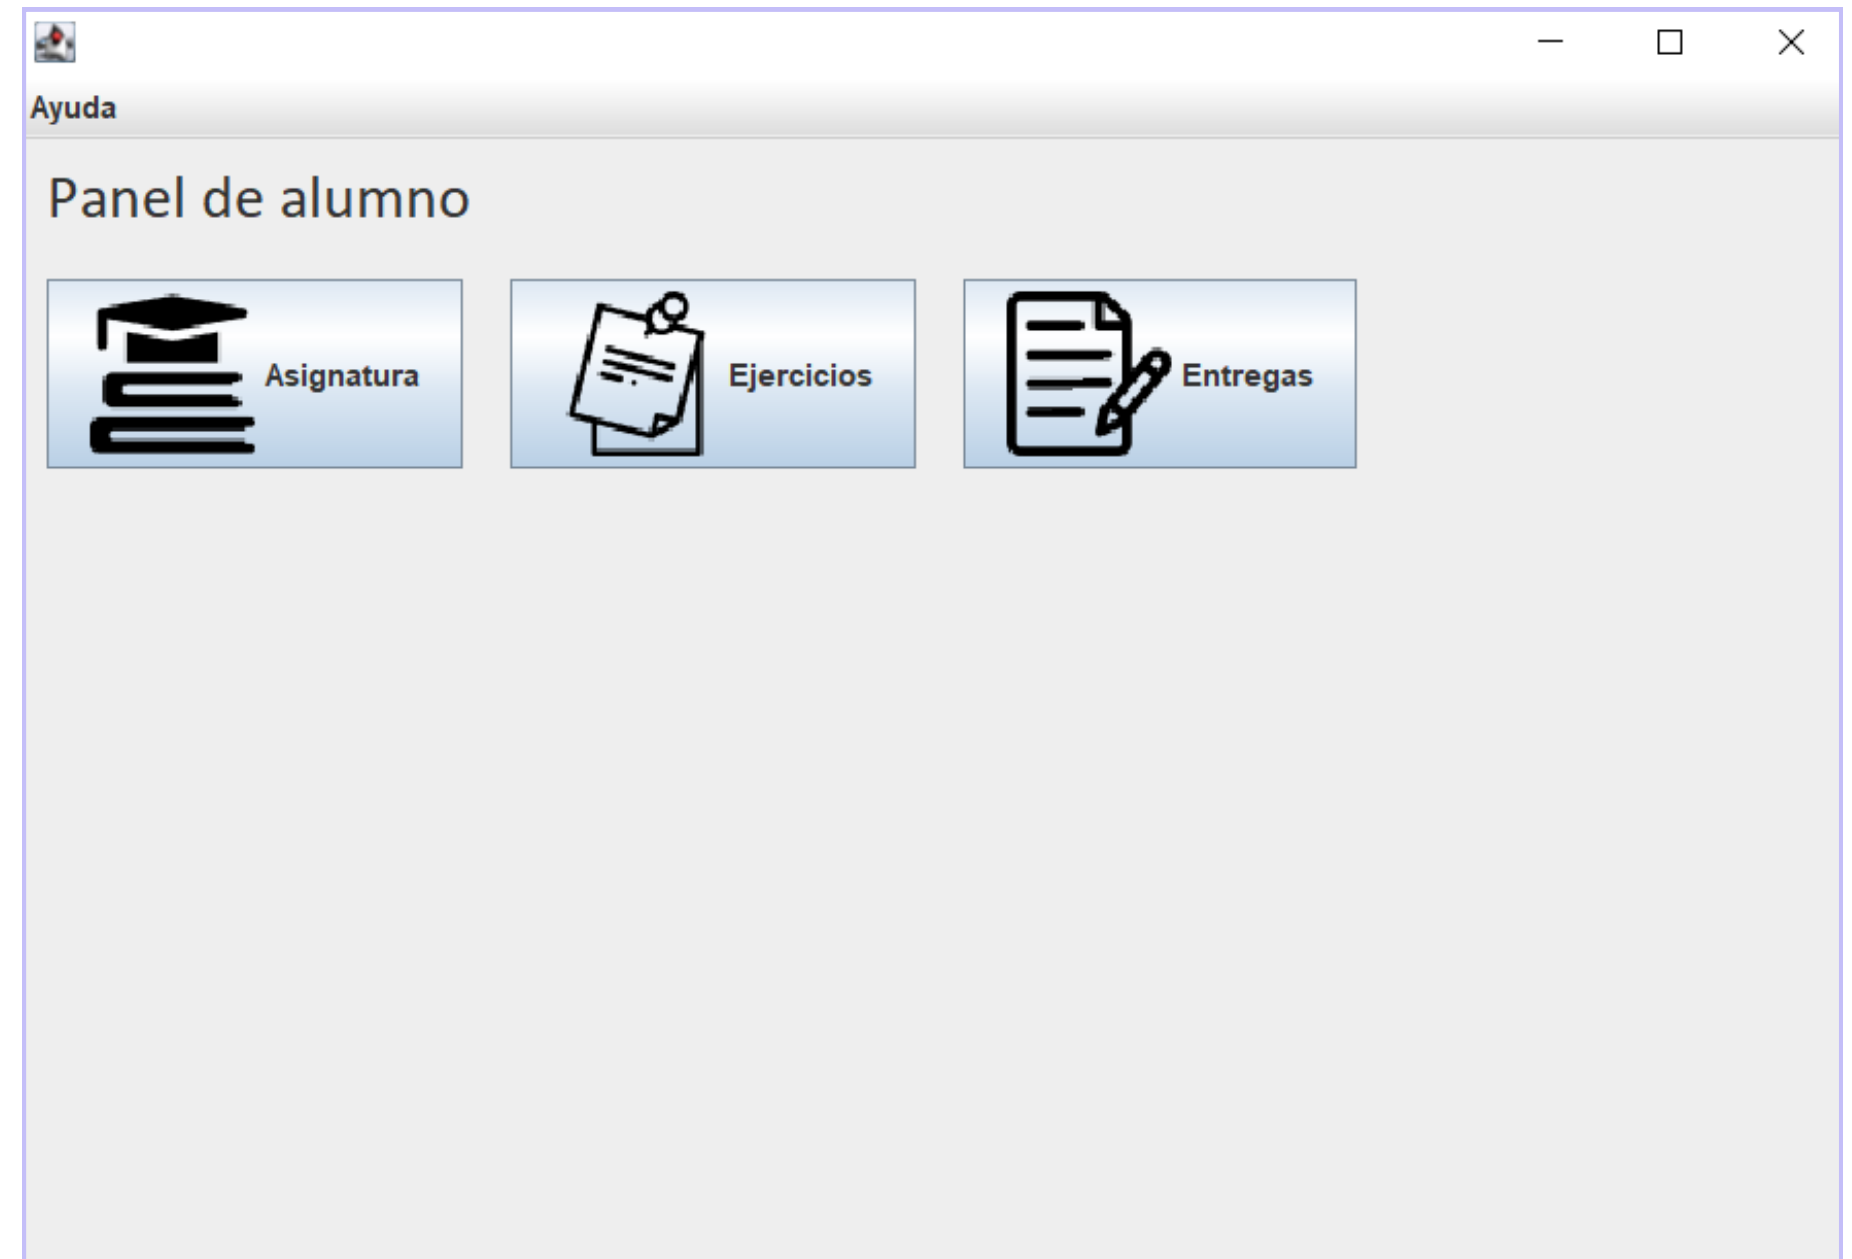 Ayuda
Panel de alumno
Asignatura
Ejercicios
Entregas